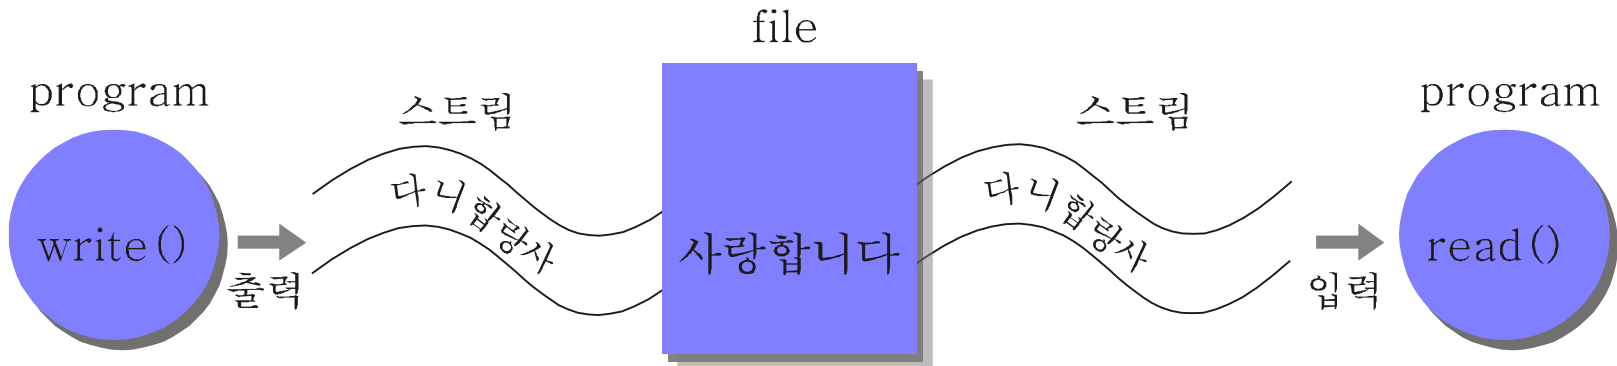 file
program
스트림
스트림
program
다니합랑사
다니합랑사
write()
사랑합니다
read()
출력
입력